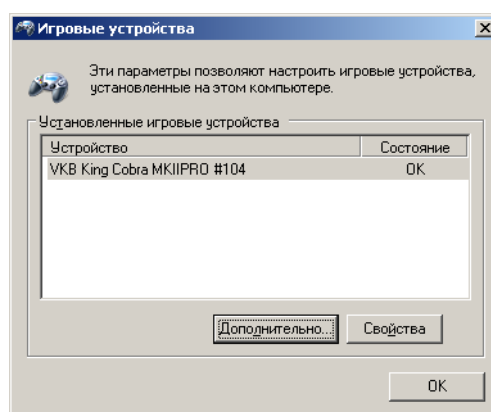 Игровые устройства
Эти параметры позволяют настроить игровые устройства,
установленные на этом компьютере.
Установленные игровые устройства
Устройство Состояние
VKB King Cobra MKIIPRO #104 OK
Дополнительно... Свойства
OK